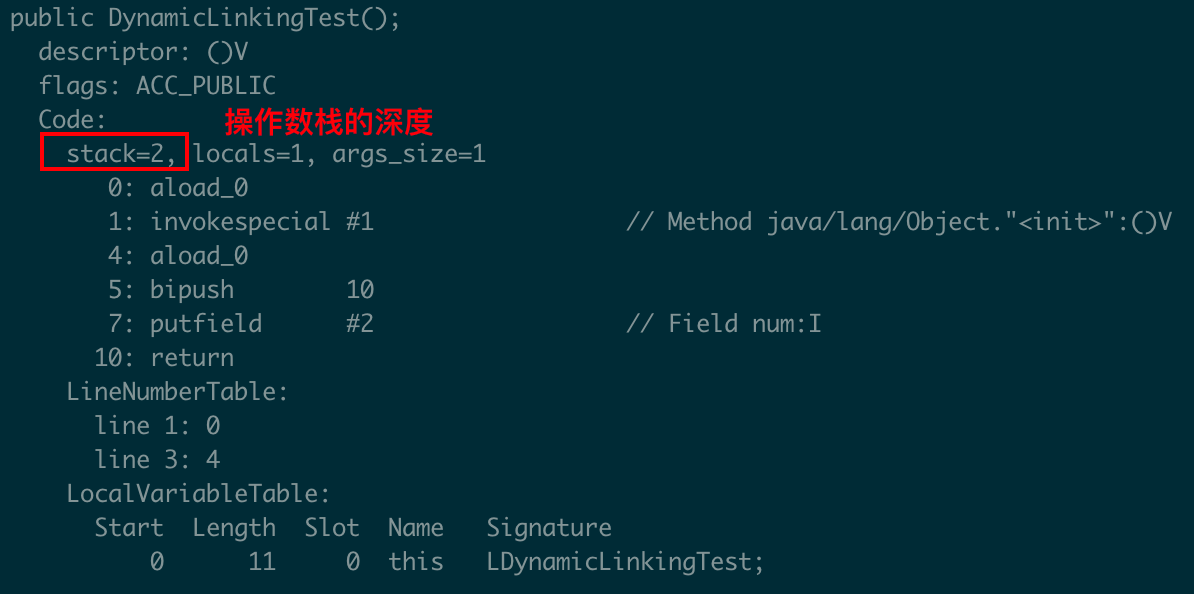 public DynamicLinkingTest();
descriptor: ()V
flags: ACC_PUBLIC
Code:
操作数栈的深度
stack=2, locals=1, args_size=1
0: aload_0
1: invokespecial #1 // Method java/lang/Object."<init>":()V
4: aload_0
5: bipush 10
7: putfield #2 // Field num:I
10: return
LineNumberTable:
line 1: 0
line 3: 4
LocalVariableTable:
Start Length Slot Name Signature
0 11 0 this LDynamicLinkingTest;